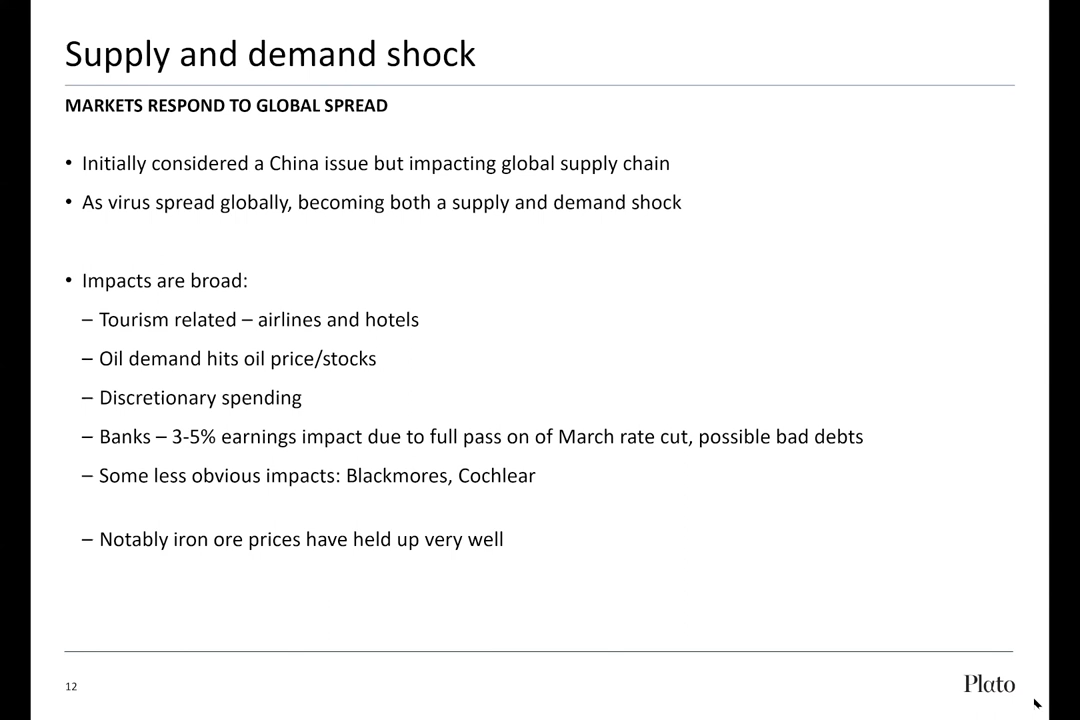 Supply and demand shock
MARKETS RESPOND TO GLOBAL SPREAD
• Initially considered a China issue but impacting global supply chain
• As virus spread globally, becoming both a supply and demand shock
• Impacts are broad:
– Tourism related – airlines and hotels
– Oil demand hits oil price/stocks
– Discretionary spending
– Banks – 3-5% earnings impact due to full pass on of March rate cut, possible bad debts
– Some less obvious impacts: Blackmores, Cochlear
– Notably iron ore prices have held up very well
12
Plato